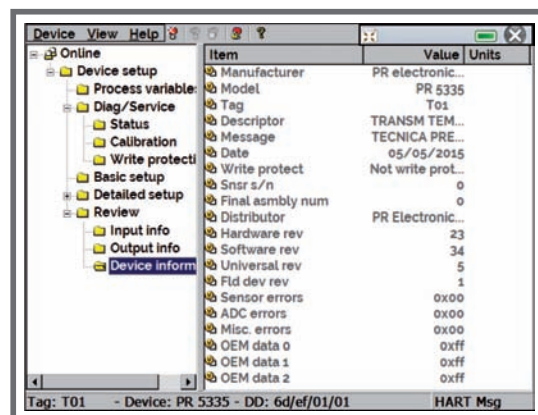 Device View Help
Online
Device setup
Process variable
Diag/Service
Status
Calibration
Write protecti
Basic setup
Detailed setup
Review
Input info
Output info
Device inform
Item Value Units
Manufacturer PR electronic...
Model PR 5335
Tag T01
Descriptor TRANSM TEM...
Message TECNICA PRE...
Date 05/05/2015
Write protect Not write prot...
Snsr s/n 0
Final asmbly num 0
Distributor PR Electronic...
Hardware rev 23
Software rev 34
Universal rev 5
Fld dev rev 1
Sensor errors 0x00
ADC errors 0x00
Misc. errors 0x00
OEM data 0 0xff
OEM data 1 0xff
OEM data 2 0xff
Tag: T01 - Device: PR 5335 - DD: 6d/ef/01/01 HART Msg